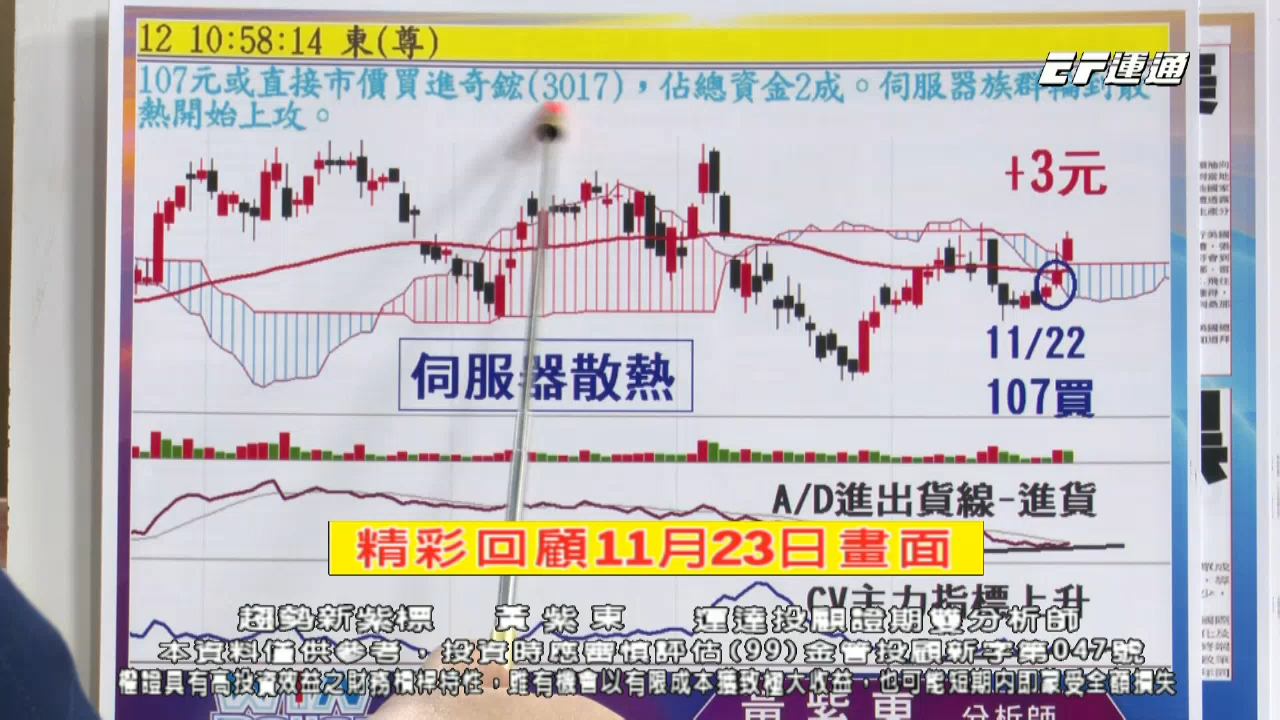 12 10:58:14 東(尊)
EF運通
107元或直接市價買進奇鋐(3017)，佔總資金2成。伺服器族群輪到散
熱開始上攻。
+3元
伺服器散熱
11/22
107買
A/D進出貨線-進貨
精彩回顧11月23日畫面
CV主力指標上升
趨勢新紫標 黃紫東 運達投顧證期雙分析師
本資料僅供參考，投資時應審慎評估(99)金管投顧新字第047號
權證具有高投資效益之財務槓桿特性，雖有機會以有限成本獲致極大收益，也可能短期內即蒙受全額損失
黃紫東 分析師